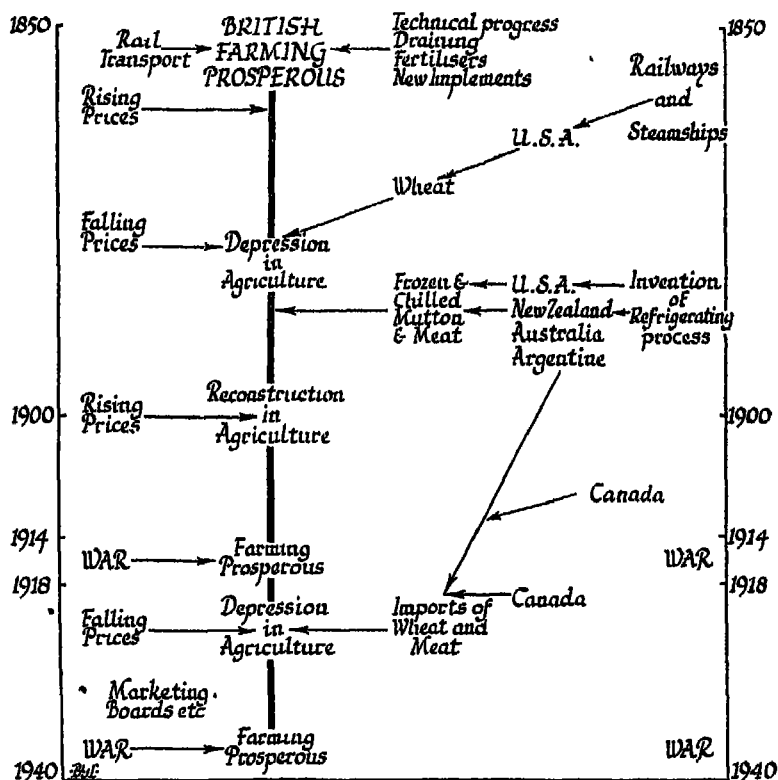 1850
Rail
Transport
BRITISH
FARMING
PROSPEROUS
Technical progress
Draining
Fertilisers
New Implements
1850
Railways
and
Steamships
Rising
Prices
U.S.A.
Wheat
Falling
Prices
Depression
in
Agriculture
Frozen &
Chilled
Mutton
& Meat
U.S.A.
New Zealand
Australia
Argentine
Invention
of
Refrigerating
process
1900
Rising
Prices
Reconstruction
in
Agriculture
1900
Canada
1914
WAR
Farming
Prosperous
1914
WAR
1918
1918
Canada
Falling
Prices
Depression
in
Agriculture
Imports of
Wheat and
Meat
Marketing
Boards etc
WAR
Farming
Prosperous
WAR
1940
1940